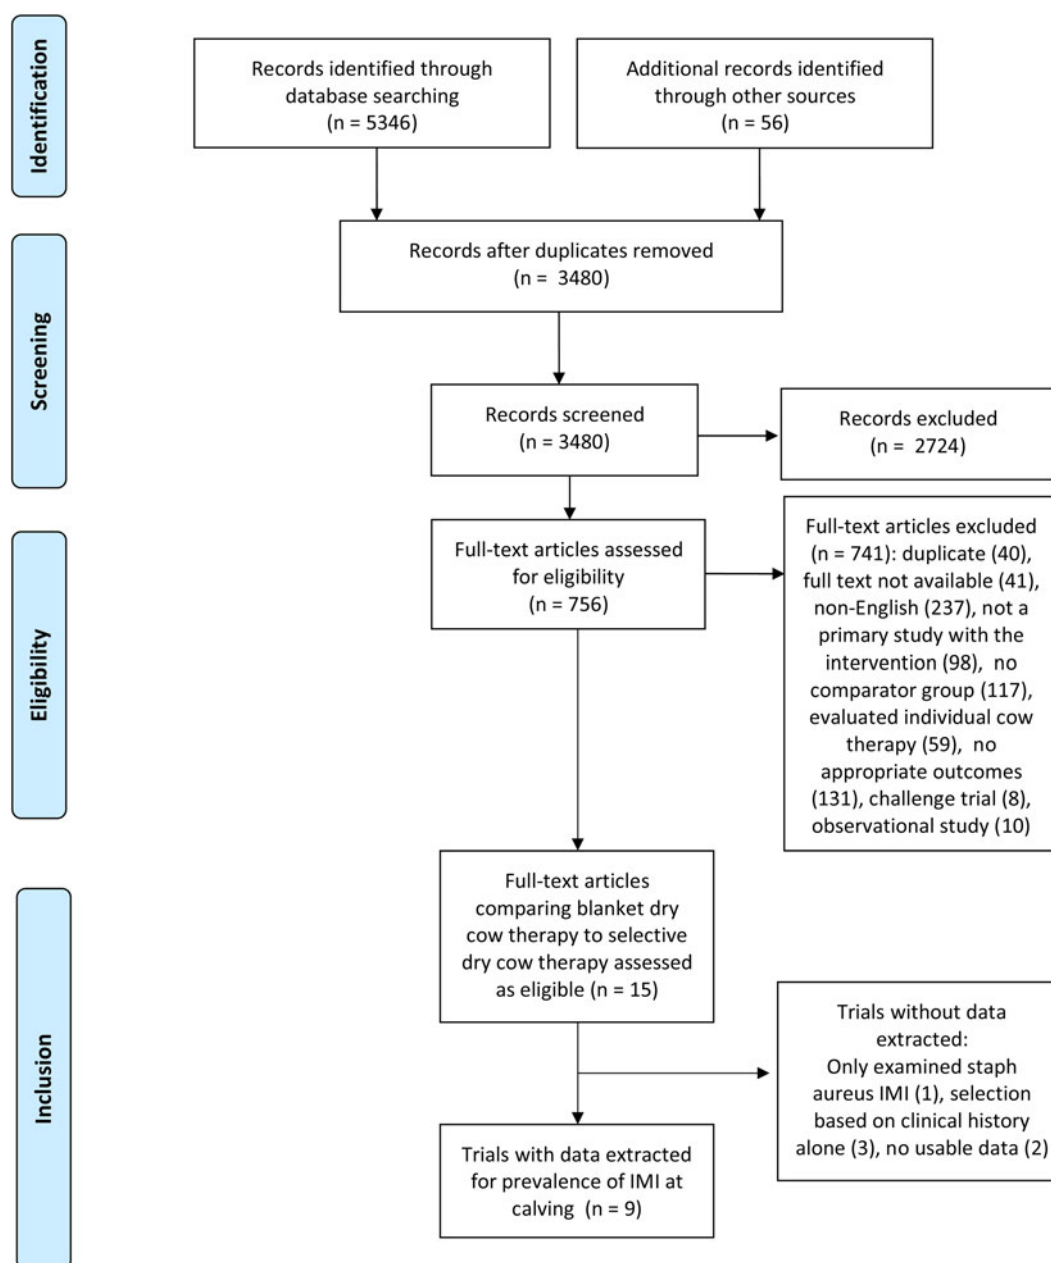 Identification
Records identified through
database searching
(n = 5346)
Additional records identified
through other sources
(n = 56)
Screening
Records after duplicates removed
(n = 3480)
Records screened
(n = 3480)
Records excluded
(n = 2724)
Eligibility
Full-text articles assessed
for eligibility
(n = 756)
Full-text articles excluded
(n = 741): duplicate (40),
full text not available (41),
non-English (237), not a
primary study with the
intervention (98), no
comparator group (117),
evaluated individual cow
therapy (59), no
appropriate outcomes
(131), challenge trial (8),
observational study (10)
Inclusion
Full-text articles
comparing blanket dry
cow therapy to selective
dry cow therapy assessed
as eligible (n = 15)
Trials without data
extracted:
Only examined staph
aureus IMI (1), selection
based on clinical history
alone (3), no usable data (2)
Trials with data extracted
for prevalence of IMI at
calving (n = 9)